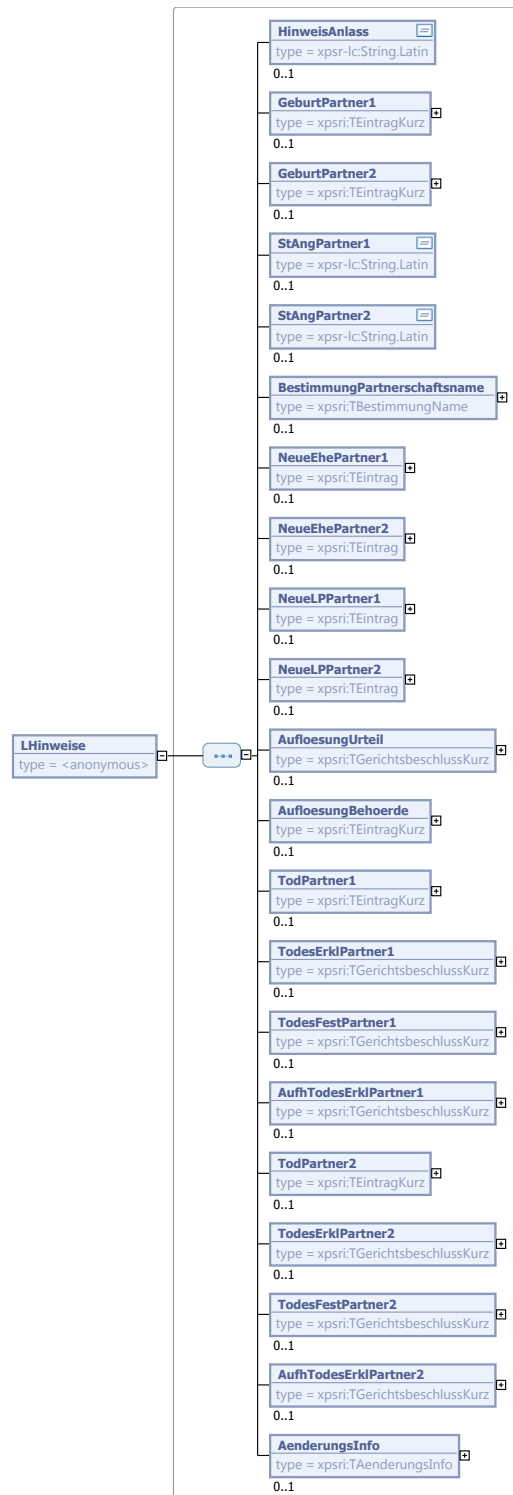 HinweisAnlass
type = xpsr-lc:String.Latin
0..1
GeburtPartner1
type = xpsri:TEintragKurz
0..1
GeburtPartner2
type = xpsri:TEintragKurz
0..1
StAngPartner1
type = xpsr-lc:String.Latin
0..1
StAngPartner2
type = xpsr-lc:String.Latin
0..1
BestimmungPartnerschaftsname
type = xpsri:TBestimmungName
0..1
NeueEhePartner1
type = xpsri:TEintrag
0..1
NeueEhePartner2
type = xpsri:TEintrag
0..1
NeueLPPartner1
type = xpsri:TEintrag
0..1
NeueLPPartner2
type = xpsri:TEintrag
0..1
LHinweise
type = <anonymous>
AufloesungUrteil
type = xpsri:TGerichtsbeschlussKurz
0..1
AufloesungBehoerde
type = xpsri:TEintragKurz
0..1
TodPartner1
type = xpsri:TEintragKurz
0..1
TodesErklPartner1
type = xpsri:TGerichtsbeschlussKurz
0..1
TodesFestPartner1
type = xpsri:TGerichtsbeschlussKurz
0..1
AufhTodesErklPartner1
type = xpsri:TGerichtsbeschlussKurz
0..1
TodPartner2
type = xpsri:TEintragKurz
0..1
TodesErklPartner2
type = xpsri:TGerichtsbeschlussKurz
0..1
TodesFestPartner2
type = xpsri:TGerichtsbeschlussKurz
0..1
AufhTodesErklPartner2
type = xpsri:TGerichtsbeschlussKurz
0..1
AenderungsInfo
type = xpsri:TAenderungsInfo
0..1